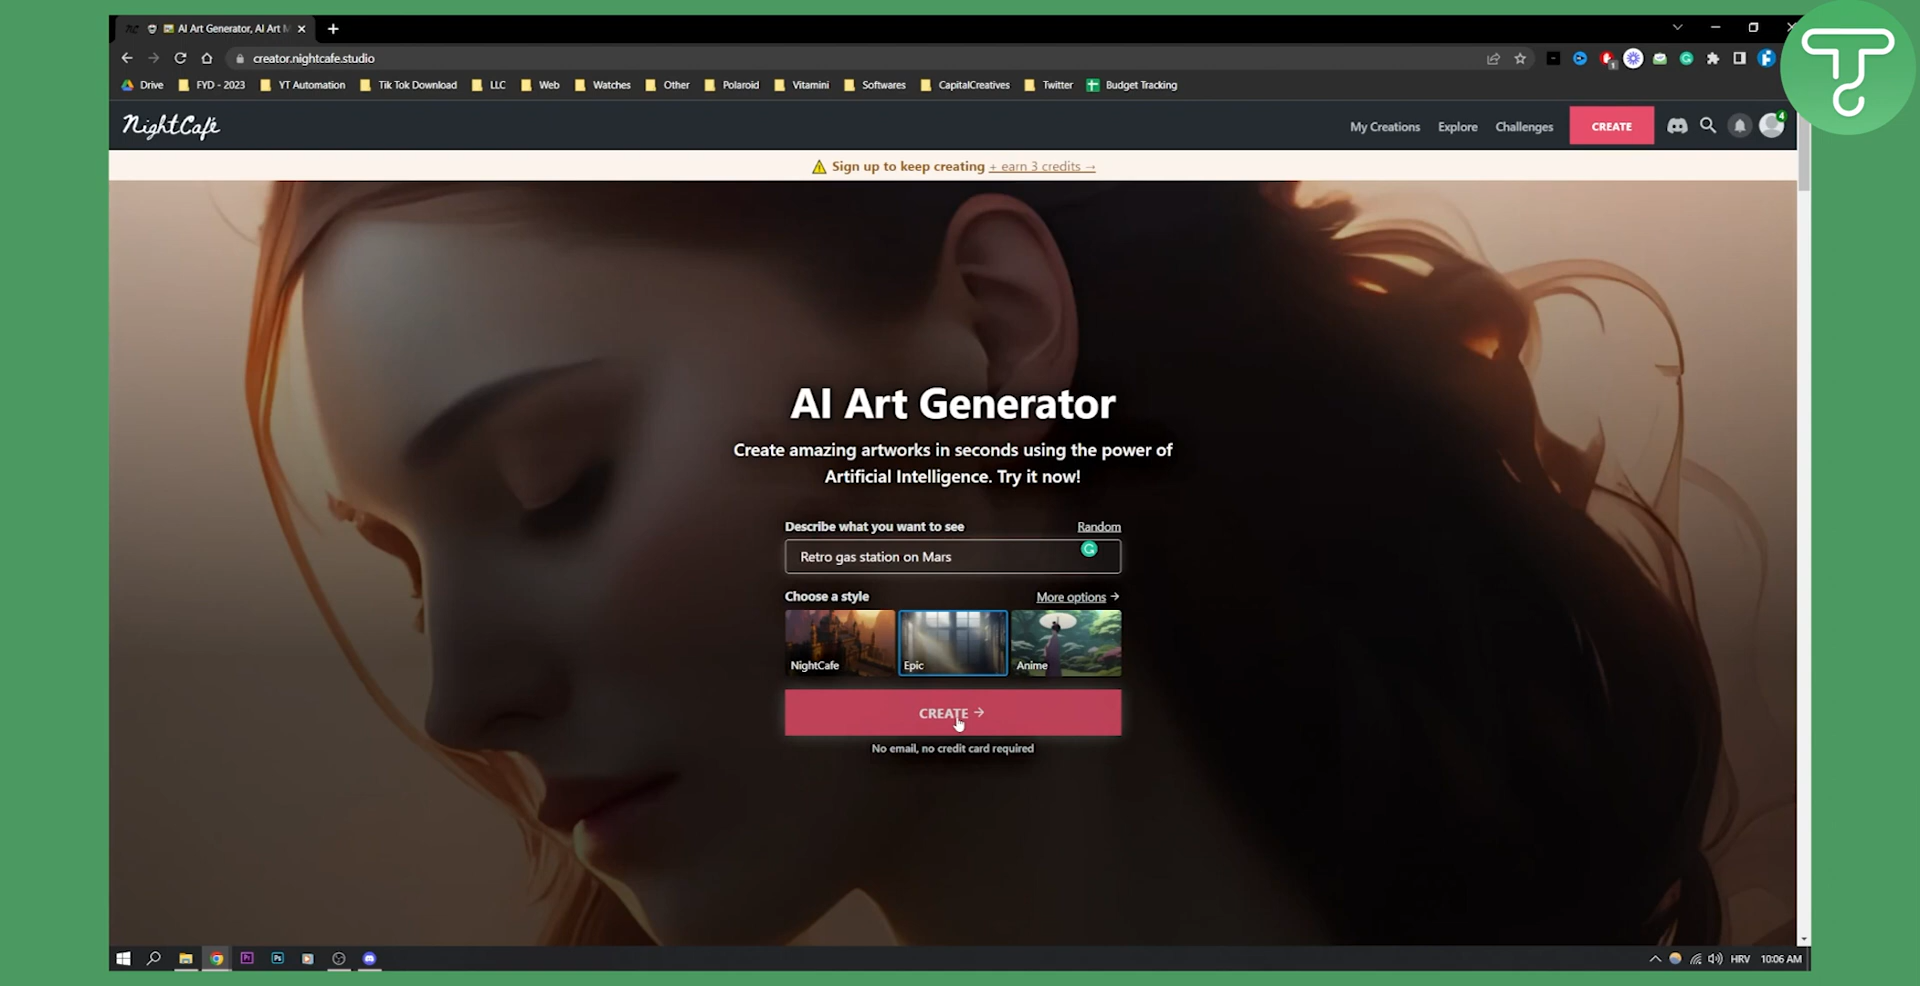 AI Art Generator, AI Art M
creator.nightcafe.studio
Drive FYD - 2023 YT Automation Tik Tok Download LLC Web Watches Other Polaroid Vitamini Softwares CapitalCreatives Twitter Budget Tracking
NightCafé My Creations Explore Challenges CREATE 4
Sign up to keep creating + earn 3 credits →
AI Art Generator
Create amazing artworks in seconds using the power of
Artificial Intelligence. Try it now!
Describe what you want to see Random
Retro gas station on Mars
Choose a style More options →
NightCafe Epic Anime
CREATE →
No email, no credit card required
Pr Ps HRV 10:06 AM